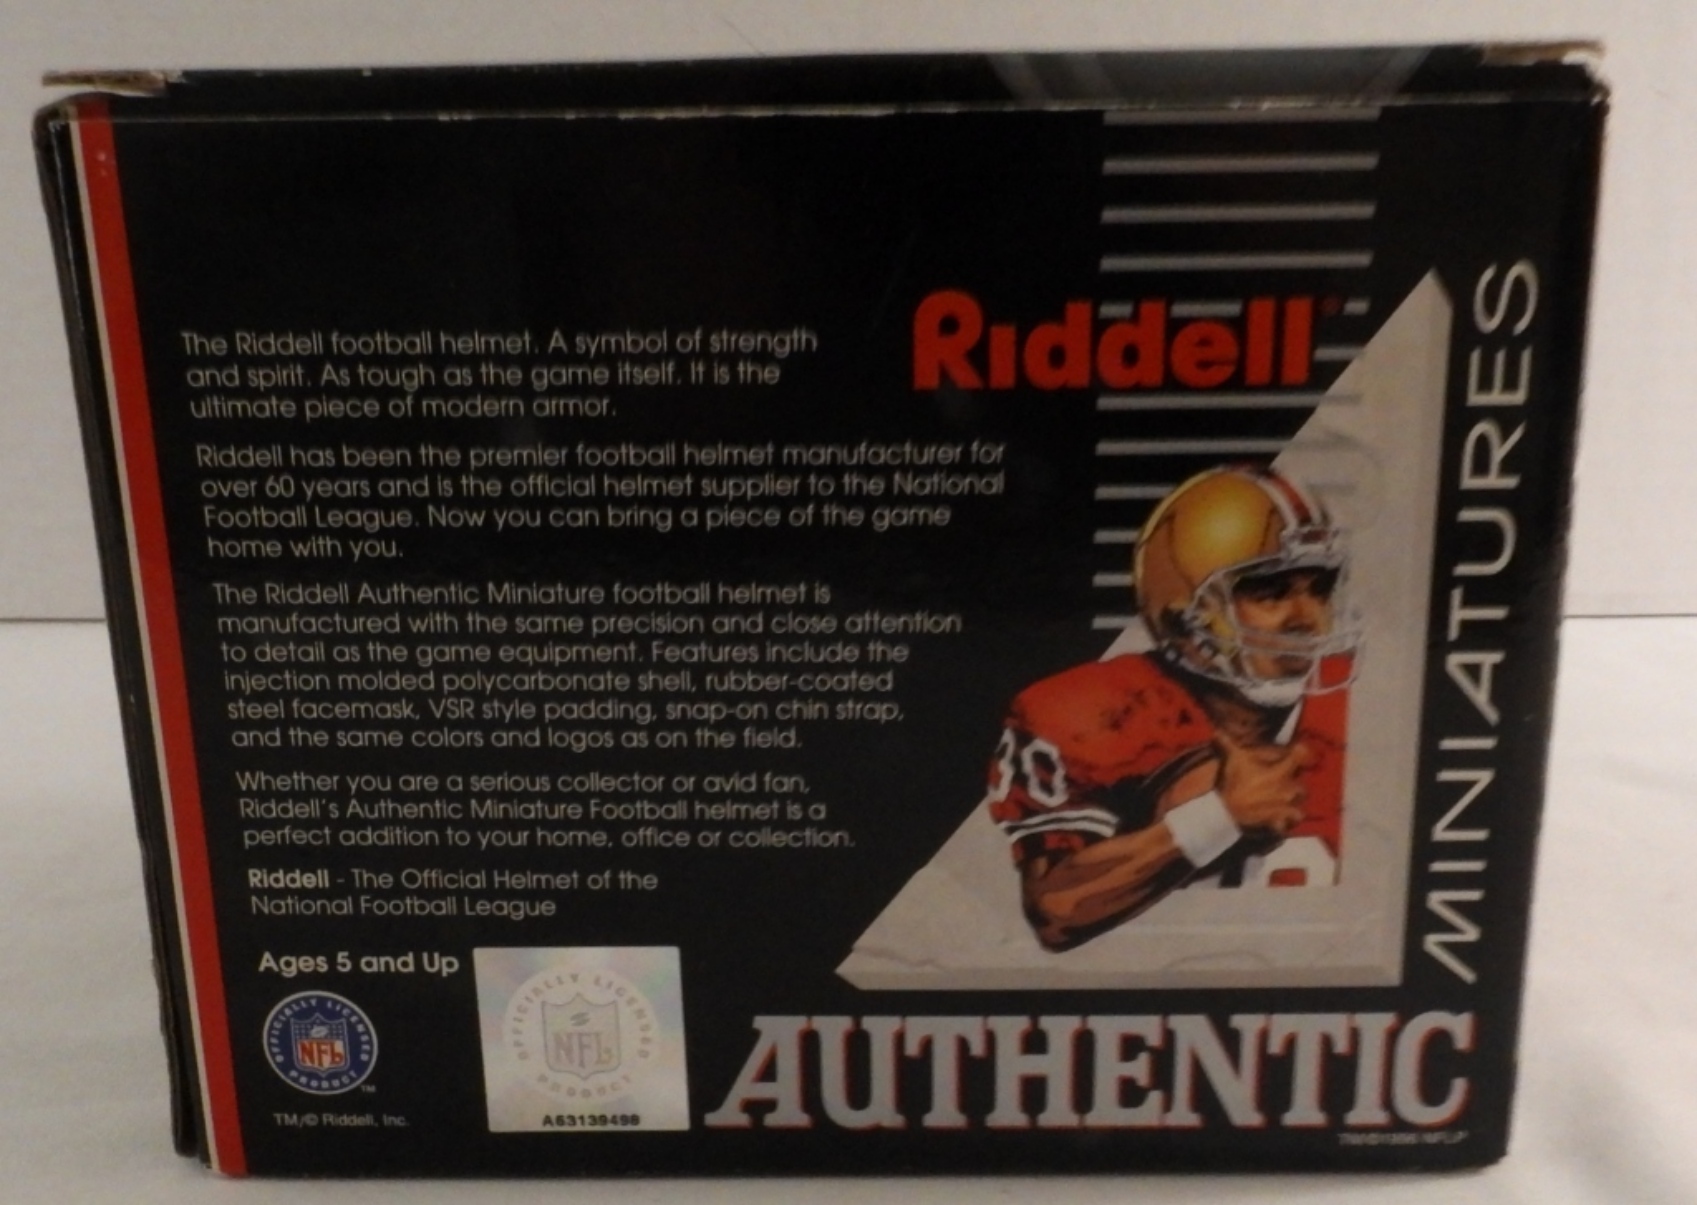 The Riddell football helmet. A symbol of strength
and spirit. As tough as the game itself. It is the
ultimate piece of modern armor.
Riddell has been the premier football helmet manufacturer for
over 60 years and is the official helmet supplier to the National
Football League. Now you can bring a piece of the game
home with you.
The Riddell Authentic Miniature football helmet is
manufactured with the same precision and close attention
to detail as the game equipment. Features include the
injection molded polycarbonate shell, rubber-coated
steel facemask, VSR style padding, snap-on chin strap,
and the same colors and logos as on the field.
Whether you are a serious collector or avid fan,
Riddell's Authentic Miniature Football helmet is a
perfect addition to your home, office or collection.
Riddell - The Official Helmet of the
National Football League
Ages 5 and Up
OFFICIALLY LICENSED
NFL
PRODUCT
TM
TM/© Riddell, Inc.
OFFICIALLY LICENSED
NFL
PRODUCT
A63139498
Riddell®
30
MINIATURES
AUTHENTIC